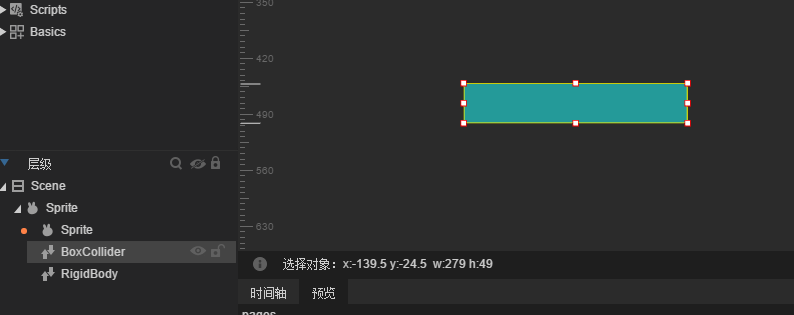 Scripts
Basics
层级
Scene
Sprite
Sprite
BoxCollider
RigidBody
350
420
490
560
630
选择对象：x:-139.5 y:-24.5 w:279 h:49
时间轴 预览
pages